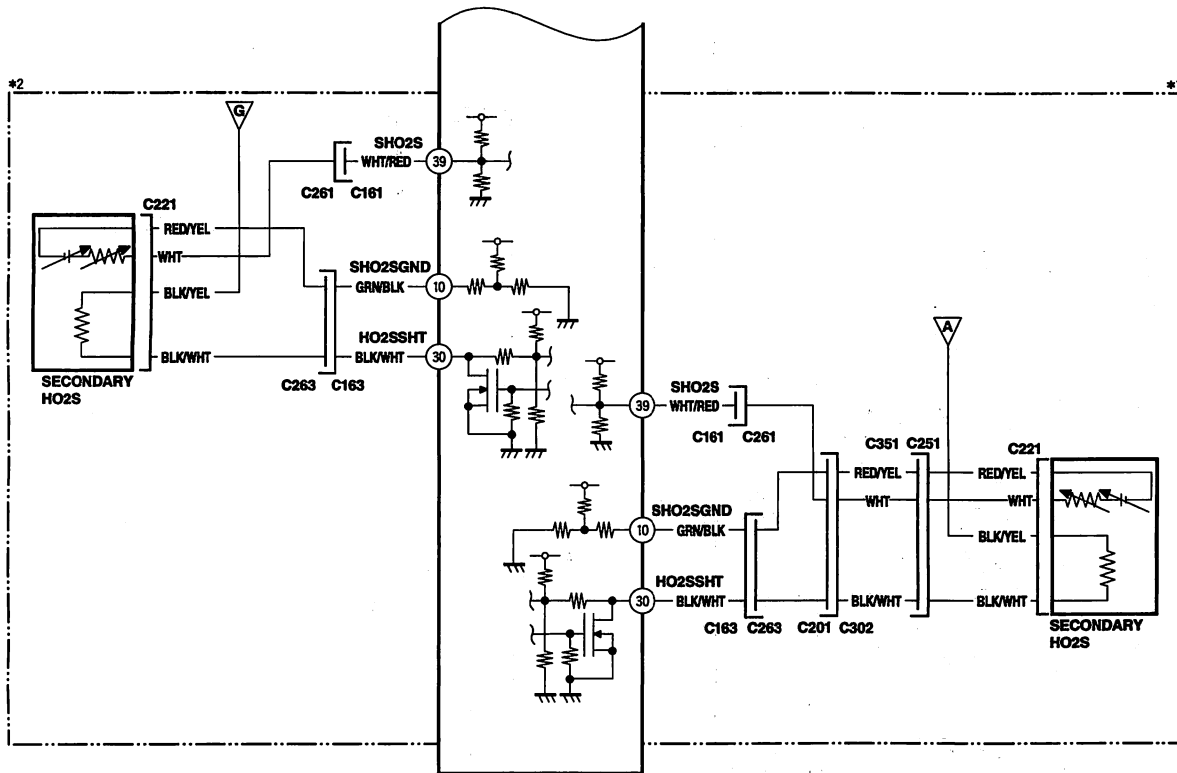 *2
G
SHO2S
WHT/RED
39
C261 C161
C221
RED/YEL
WHT
BLK/YEL
BLK/WHT
SECONDARY
HO2S
SHO2SGND
GRN/BLK
10
HO2SSHT
BLK/WHT
30
C263 C163
39
SHO2S
WHT/RED
C161 C261
10
SHO2SGND
GRN/BLK
30
HO2SSHT
BLK/WHT
C163 C263
C201 C302
RED/YEL
WHT
BLK/WHT
C351 C251
A
C221
RED/YEL
WHT
BLK/YEL
BLK/WHT
SECONDARY
HO2S